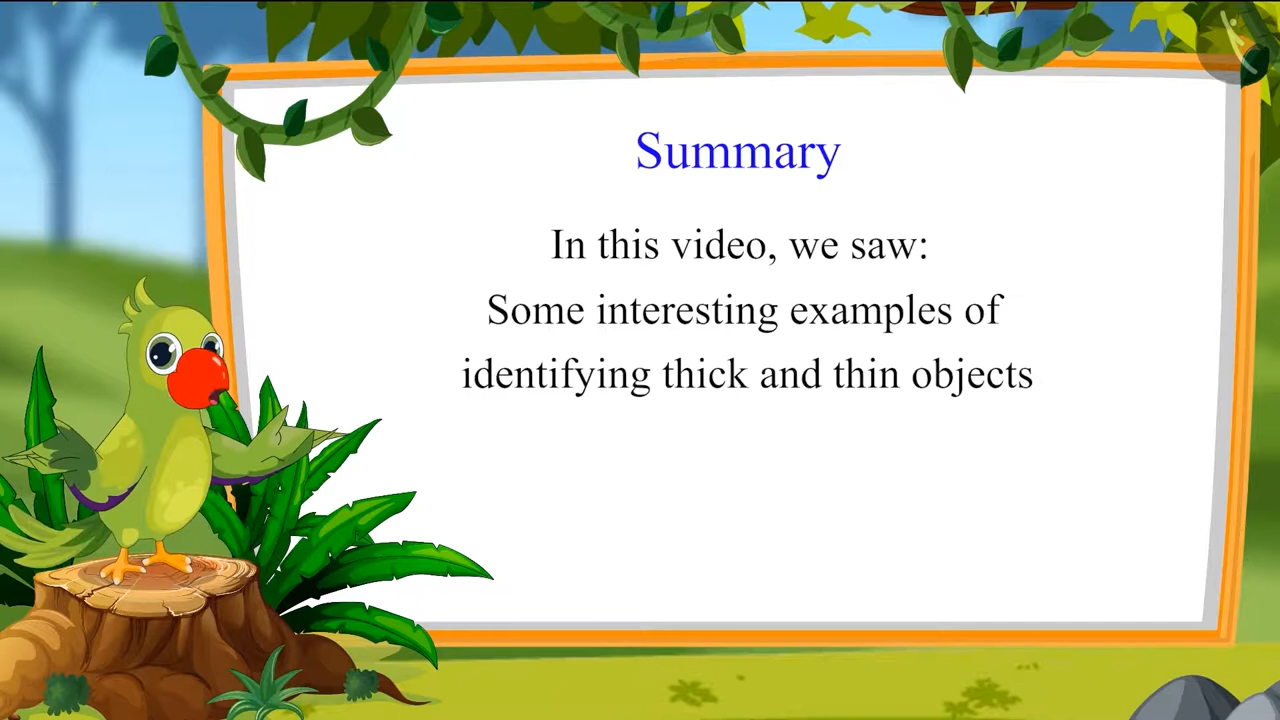 Summary
In this video, we saw:
Some interesting examples of
identifying thick and thin objects